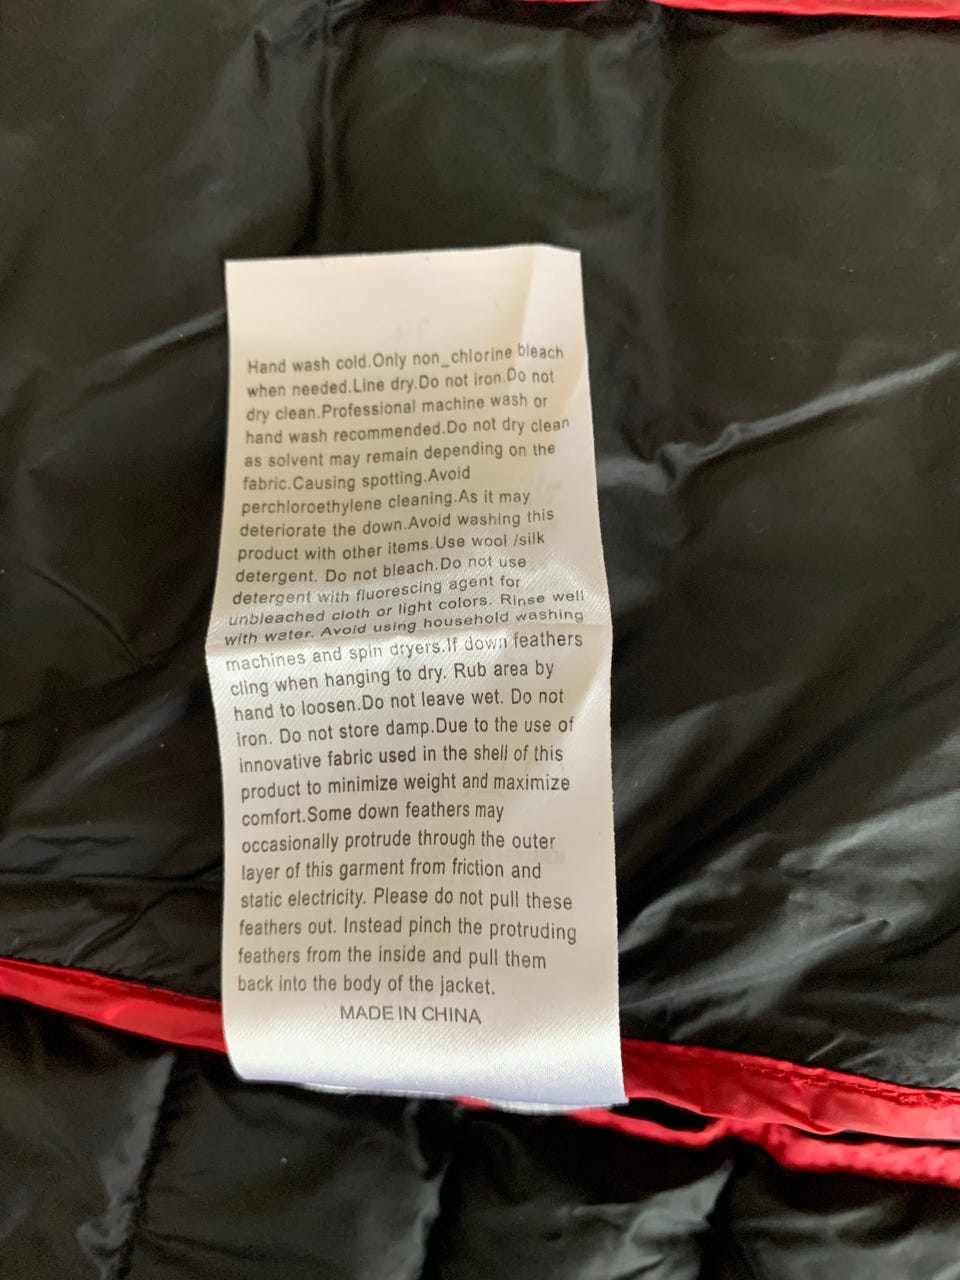 Hand wash cold.Only non_chlorine bleach
when needed.Line dry.Do not iron.Do not
dry clean.Professional machine wash or
hand wash recommended.Do not dry clean
as solvent may remain depending on the
fabric.Causing spotting.Avoid
perchloroethylene cleaning.As it may
deteriorate the down.Avoid washing this
product with other items.Use wool /silk
detergent. Do not bleach.Do not use
detergent with fluorescing agent for
unbleached cloth or light colors. Rinse well
with water. Avoid using household washing
machines and spin dryers.If down feathers
cling when hanging to dry. Rub area by
hand to loosen.Do not leave wet. Do not
iron. Do not store damp.Due to the use of
innovative fabric used in the shell of this
product to minimize weight and maximize
comfort.Some down feathers may
occasionally protrude through the outer
layer of this garment from friction and
static electricity. Please do not pull these
feathers out. Instead pinch the protruding
feathers from the inside and pull them
back into the body of the jacket.
MADE IN CHINA